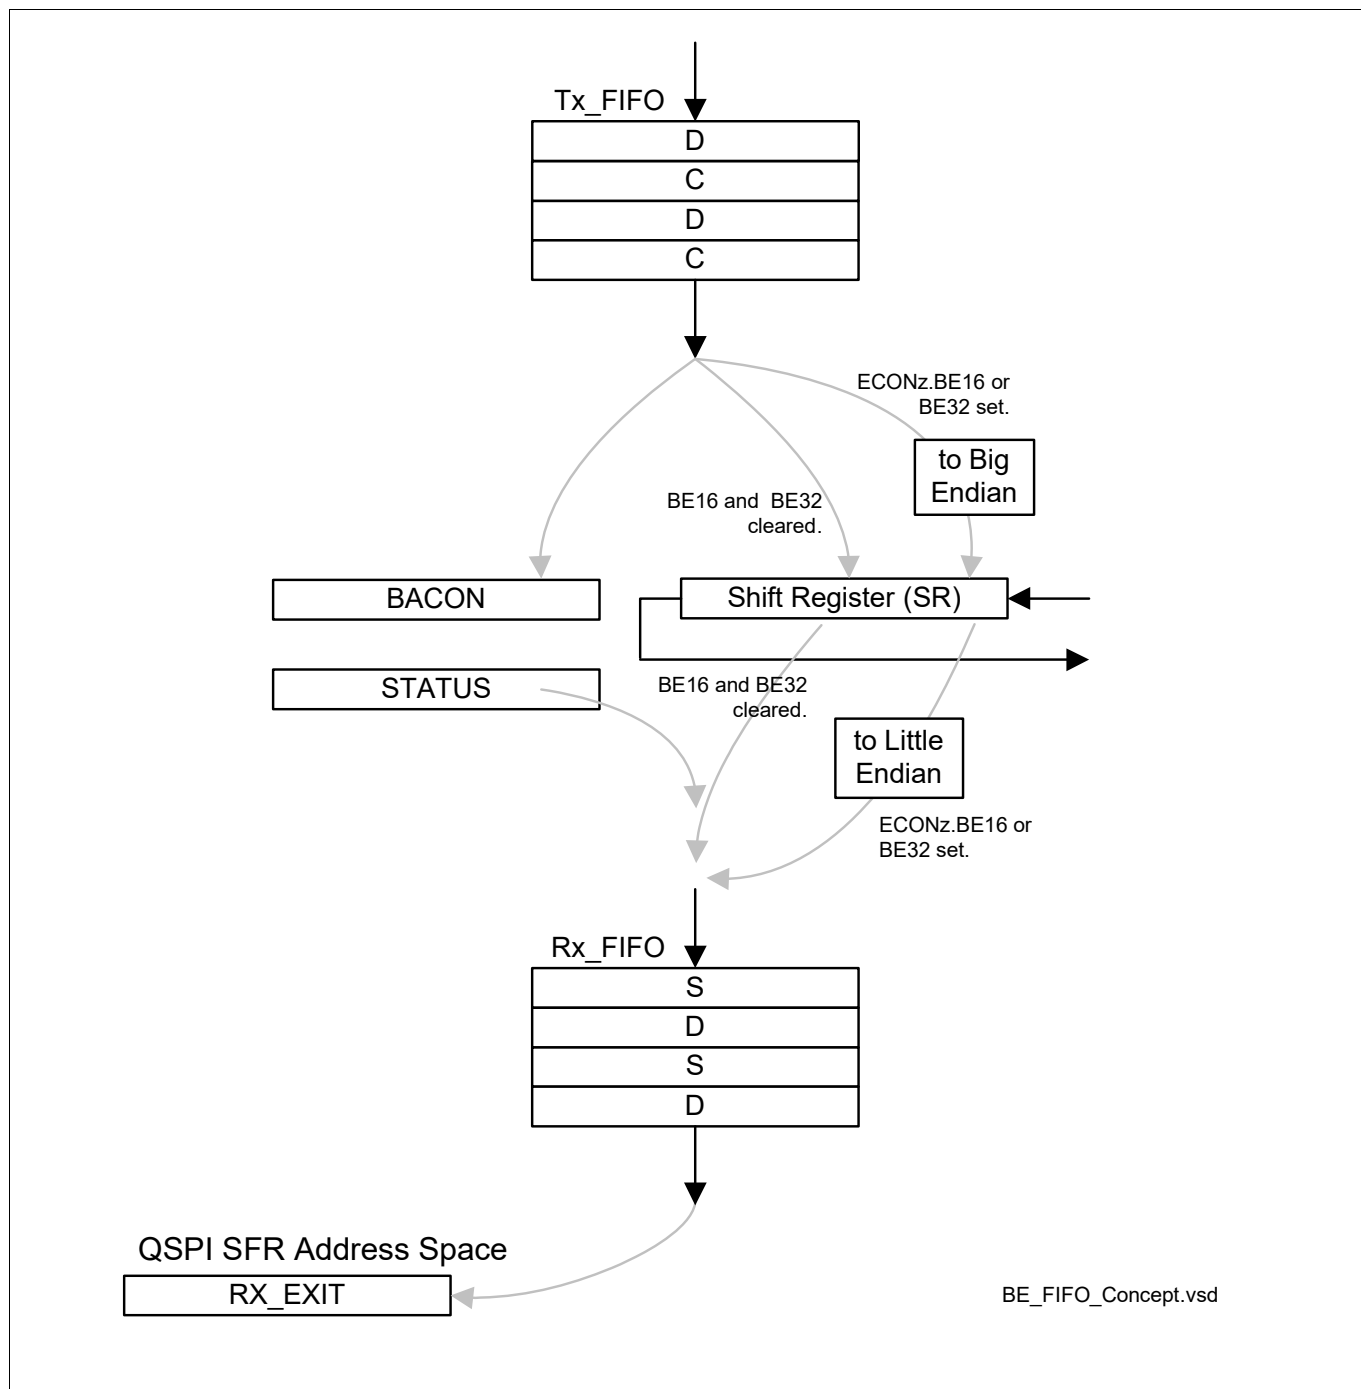 Tx_FIFO
D
C
D
C
ECONz.BE16 or
BE32 set.
to Big
Endian
BE16 and  BE32
cleared.
BACON
Shift Register (SR)
STATUS
BE16 and BE32
cleared.
to Little
Endian
ECONz.BE16 or
BE32 set.
Rx_FIFO
S
D
S
D
QSPI SFR Address Space
RX_EXIT
BE_FIFO_Concept.vsd